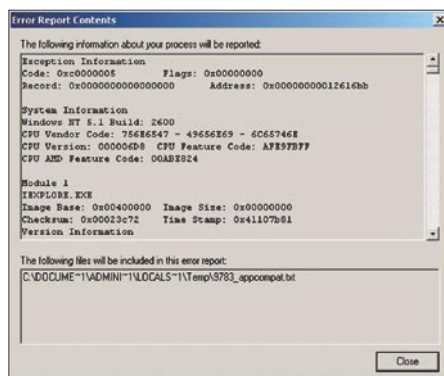 Error Report Contents
The following information about your process will be reported:
Exception Information
Code: 0xc0000005 Flags: 0x00000000
Record: 0x0000000000000000 Address: 0x00000000012616bb
System Information
Windows NT 5.1 Build: 2600
CPU Vendor Code: 756E6547 - 49656E69 - 6C65746E
CPU Version: 000006D8 CPU Feature Code: AFE9FBFF
CPU AMD Feature Code: 00ABE824
Module 1
IEXPLORE.EXE
Image Base: 0x00400000 Image Size: 0x00000000
Checksum: 0x00023c72 Time Stamp: 0x41107b81
Version Information
The following files will be included in this error report:
C:\DOCUME~1\ADMINI~1\LOCALS~1\Temp\9783_appcompat.txt
Close